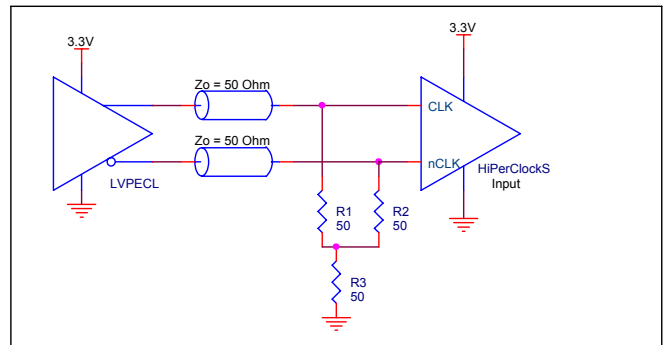 3.3V
3.3V
Zo = 50 Ohm
CLK
Zo = 50 Ohm
nCLK
HiPerClockS
Input
LVPECL
R1
50
R2
50
R3
50